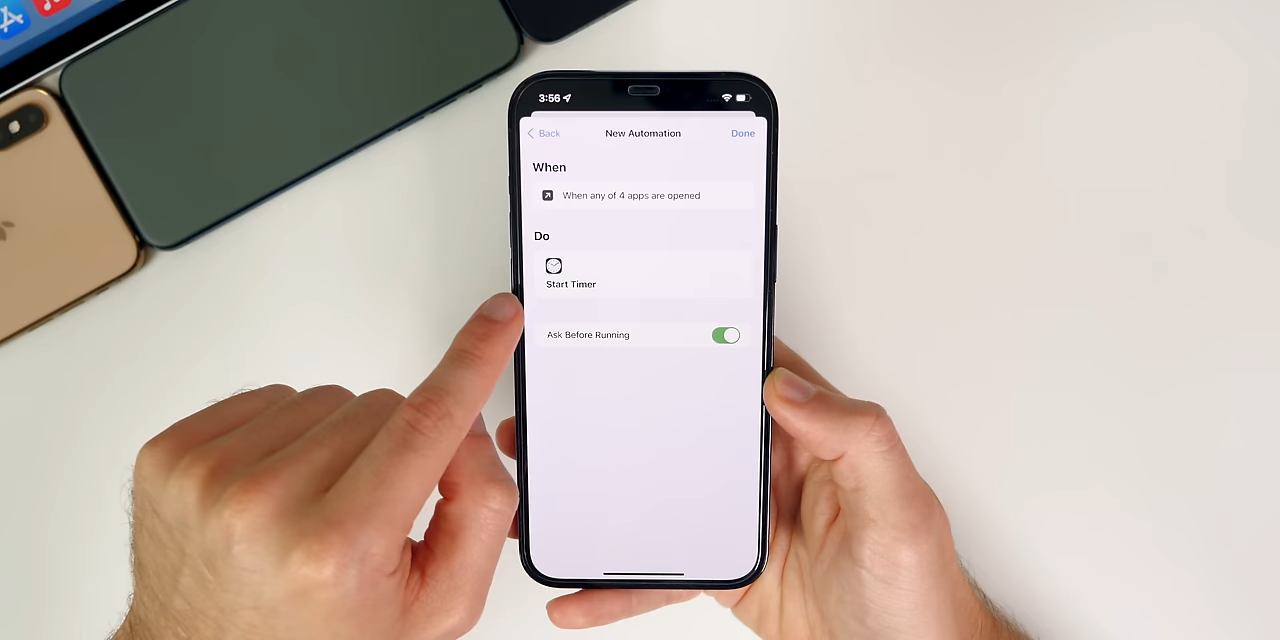 3:56
Back
New Automation
Done
When
When any of 4 apps are opened
Do
Start Timer
Ask Before Running